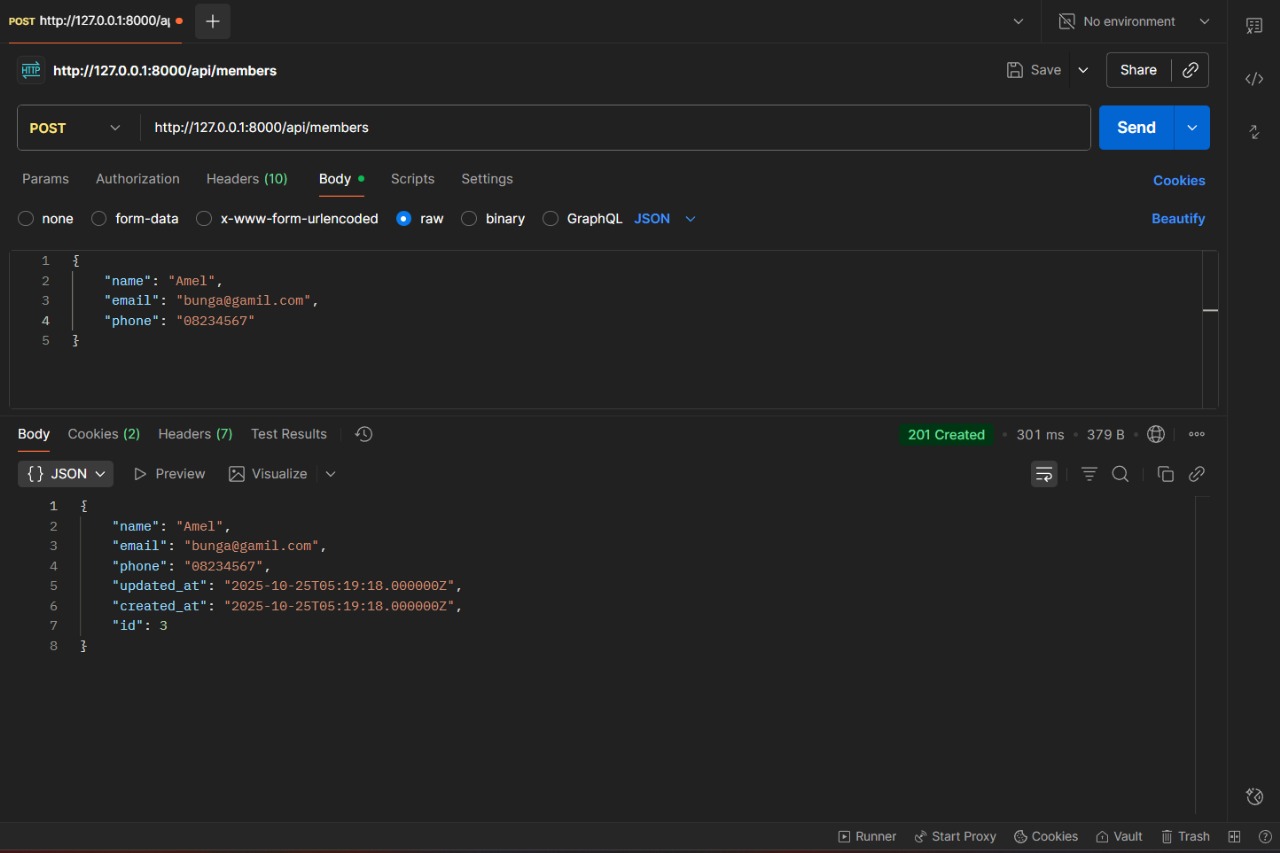 POST http://127.0.0.1:8000/ap No environment
HTTP http://127.0.0.1:8000/api/members Save Share
POST http://127.0.0.1:8000/api/members Send
Params Authorization Headers (10) Body Scripts Settings Cookies
none form-data x-www-form-urlencoded raw binary GraphQL JSON Beautify
1 {
2 "name": "Amel",
3 "email": "bunga@gamil.com",
4 "phone": "08234567"
5 }
Body Cookies (2) Headers (7) Test Results 201 Created 301 ms 379 B
{} JSON Preview Visualize
1 {
2 "name": "Amel",
3 "email": "bunga@gamil.com",
4 "phone": "08234567",
5 "updated_at": "2025-10-25T05:19:18.000000Z",
6 "created_at": "2025-10-25T05:19:18.000000Z",
7 "id": 3
8 }
Runner Start Proxy Cookies Vault Trash